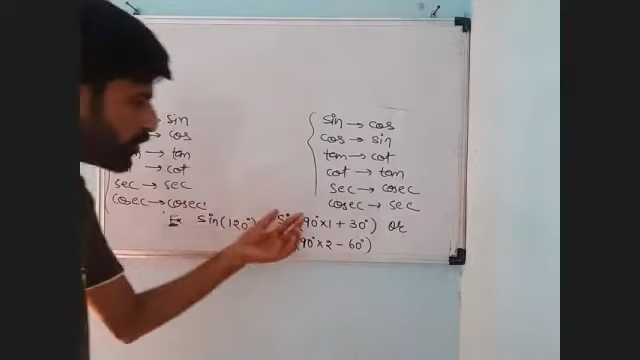 sin
cos
→ tan
→ cot
sec → sec
cosec → cosec
sin → cos
cos → sin
tan → cot
cot → tan
sec → cosec
cosec → sec
Ex sin(120°) 90°×1 + 30°) or
(90°×2 - 60°)